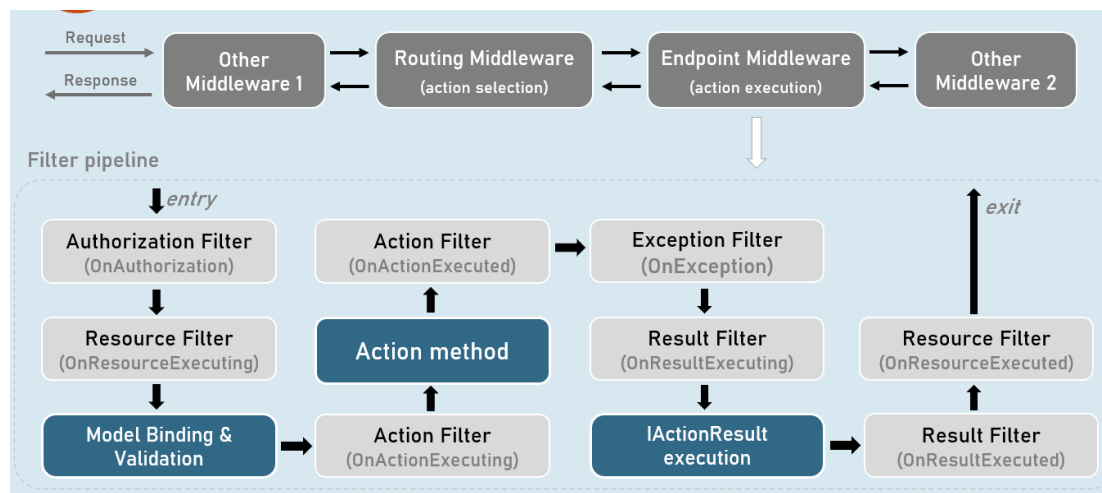 Request
Response
Other
Middleware 1
Routing Middleware
(action selection)
Endpoint Middleware
(action execution)
Other
Middleware 2
Filter pipeline
entry
exit
Authorization Filter
(OnAuthorization)
Resource Filter
(OnResourceExecuting)
Model Binding &
Validation
Action Filter
(OnActionExecuted)
Action method
Action Filter
(OnActionExecuting)
Exception Filter
(OnException)
Result Filter
(OnResultExecuting)
IActionResult
execution
Resource Filter
(OnResourceExecuted)
Result Filter
(OnResultExecuted)